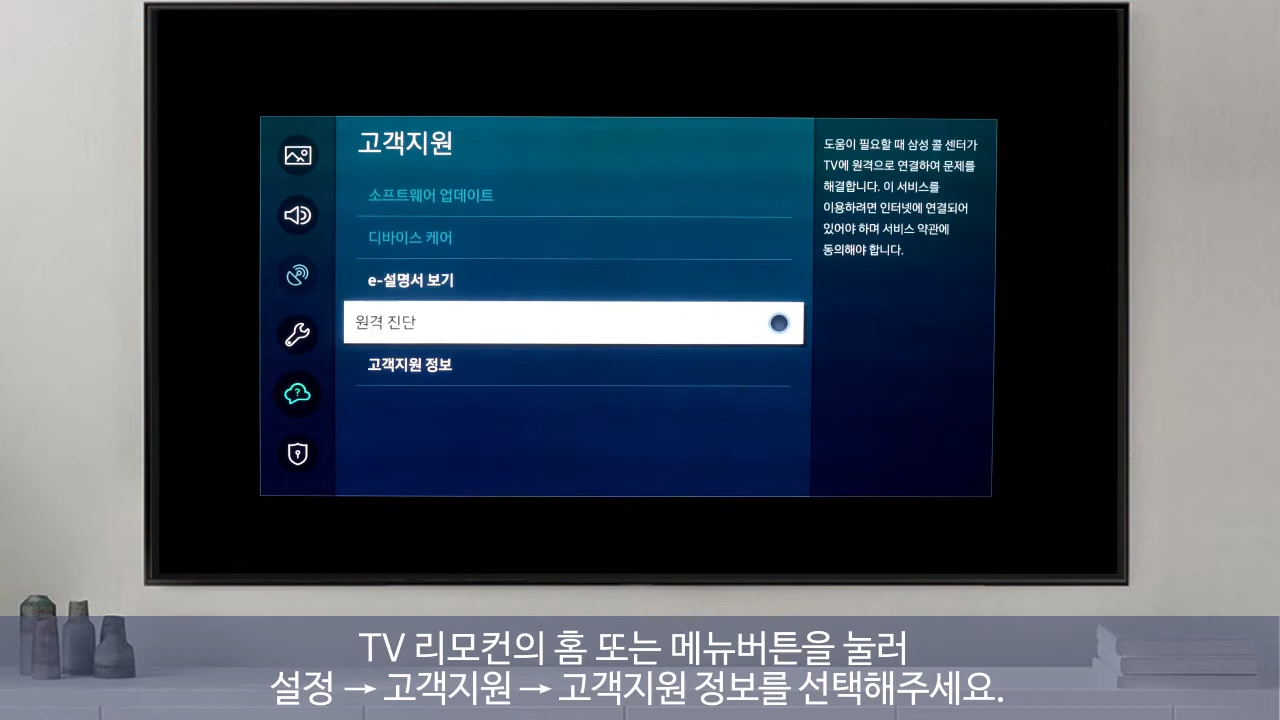 고객지원
소프트웨어 업데이트
디바이스 케어
e-설명서 보기
원격 진단
고객지원 정보
도움이 필요할 때 삼성 콜 센터가
TV에 원격으로 연결하여 문제를
해결합니다. 이 서비스를
이용하려면 인터넷에 연결되어
있어야 하며 서비스 약관에
동의해야 합니다.
TV 리모컨의 홈 또는 메뉴버튼을 눌러
설정 → 고객지원 → 고객지원 정보를 선택해주세요.